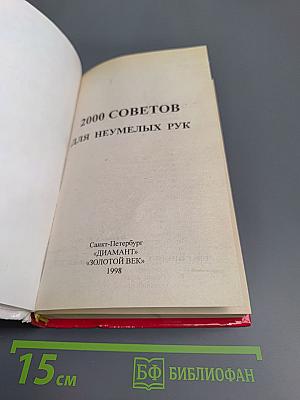 2000 СОВЕТОВ
ДЛЯ НЕУМЕЛЫХ РУК
Санкт-Петербург
«ДИАМАНТ»
«ЗОЛОТОЙ ВЕК»
1998
15 см
БФ БИБЛИОФАН